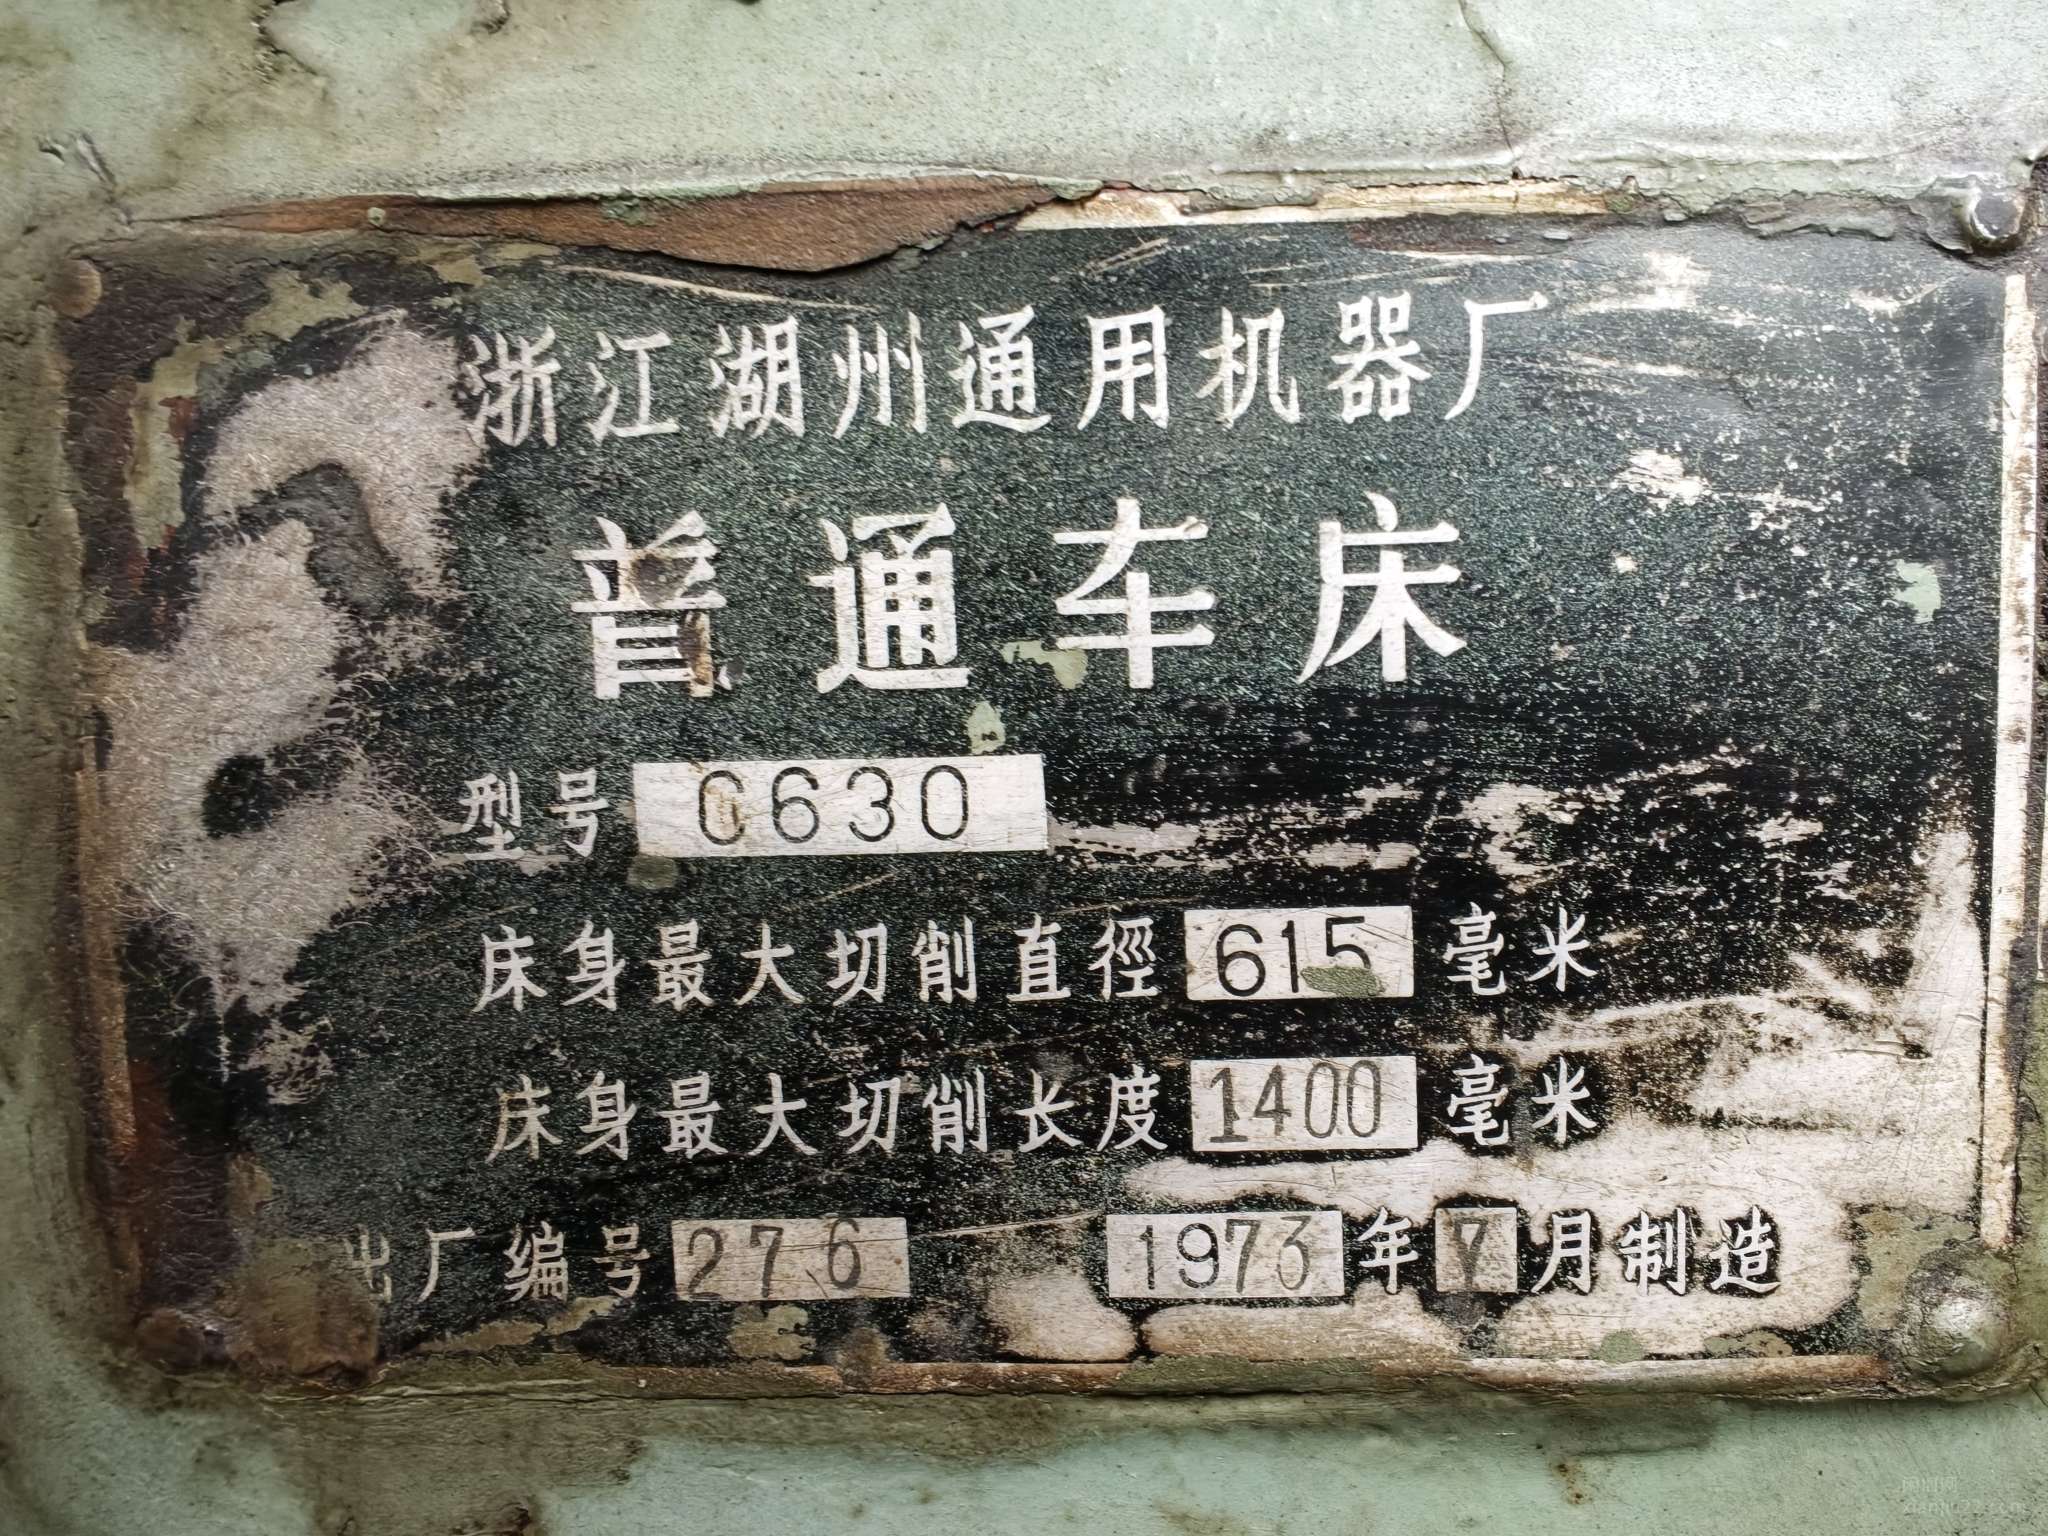 浙江湖州通用机器厂
普通车床
型号 C630
床身最大切削直徑 615 毫米
床身最大切削长度 1400 毫米
出厂编号 276 1973 年 7 月制造